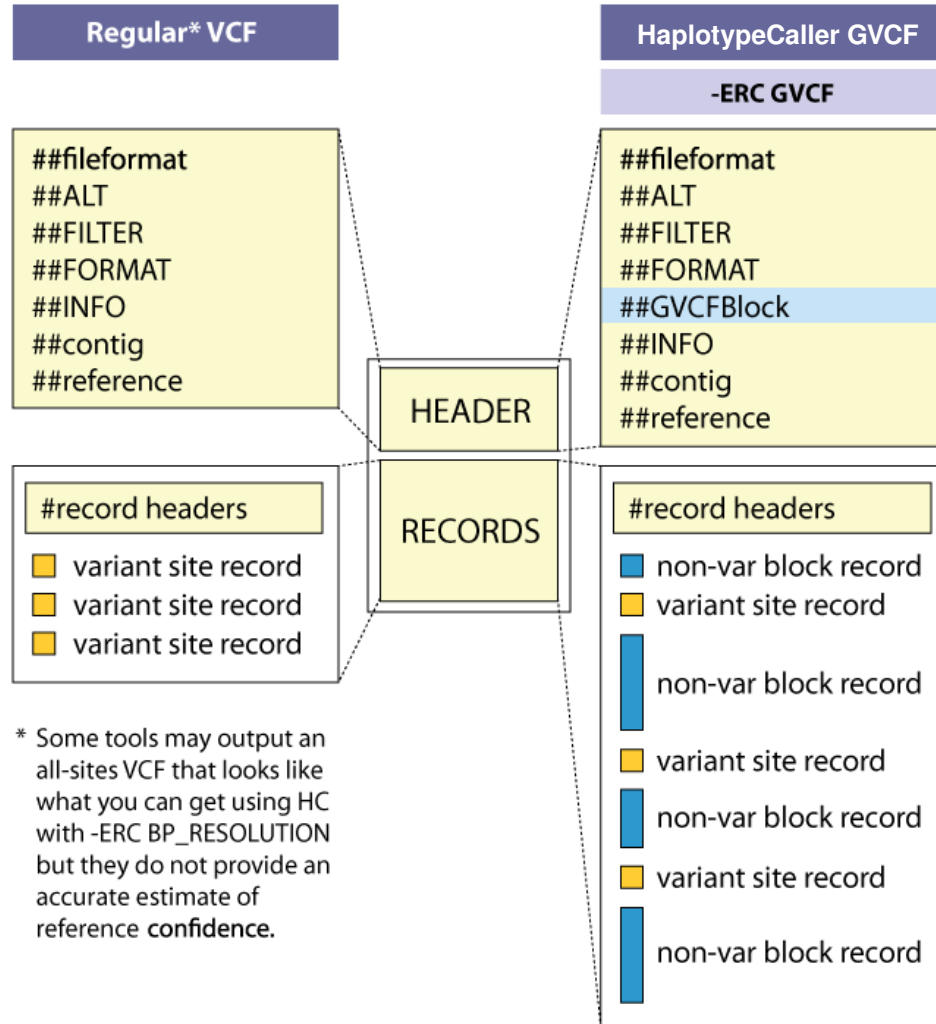 Regular* VCF
##fileformat
##ALT
##FILTER
##FORMAT
##INFO
##contig
##reference
#record headers
variant site record
variant site record
variant site record
* Some tools may output an
all-sites VCF that looks like
what you can get using HC
with -ERC BP_RESOLUTION
but they do not provide an
accurate estimate of
reference confidence.
HEADER
RECORDS
HaplotypeCaller GVCF
-ERC GVCF
##fileformat
##ALT
##FILTER
##FORMAT
##GVCFBlock
##INFO
##contig
##reference
#record headers
non-var block record
variant site record
non-var block record
variant site record
non-var block record
variant site record
non-var block record